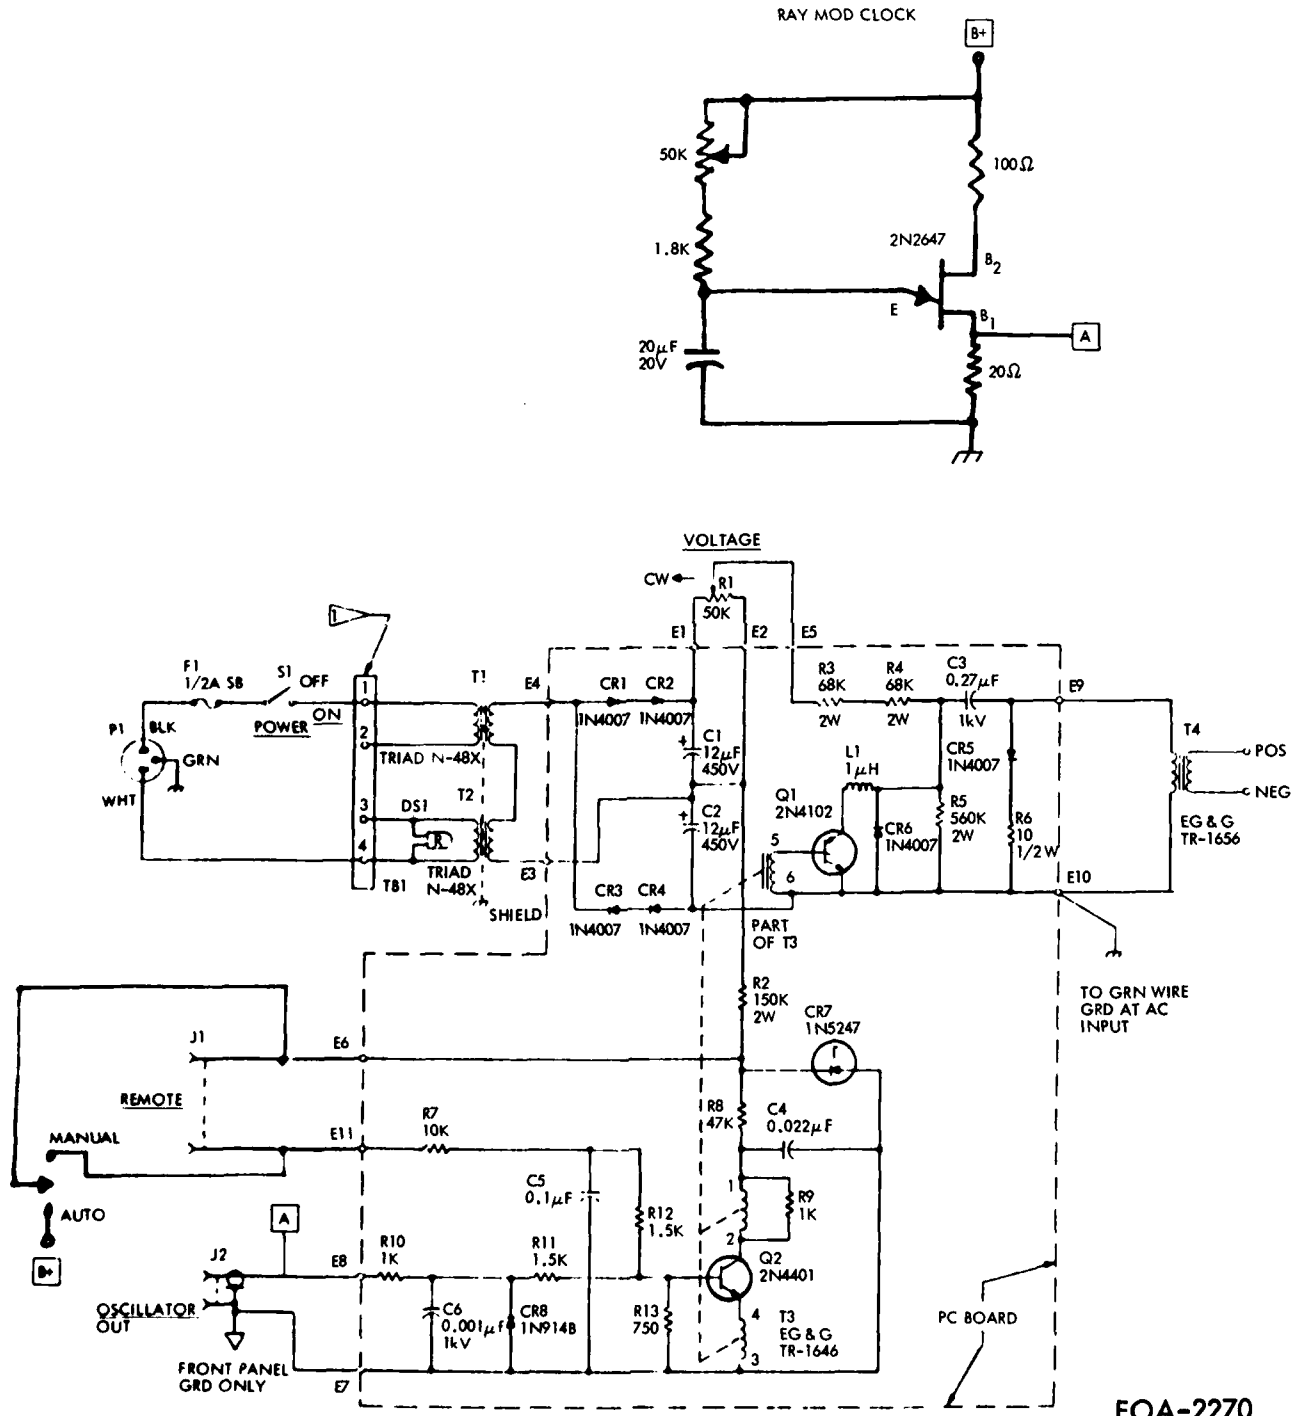 RAY MOD CLOCK
B+
50K
100Ω
1.8K
2N2647
B2
E
B1
A
20µF
20V
20Ω
VOLTAGE
CW
R1
50K
E1
E2
E5
1
F1
1/2A SB
S1
OFF
POWER
ON
P1
BLK
GRN
WHT
1
2
3
4
TB1
T1
TRIAD N-48X
T2
DS1
TRIAD
N-48X
SHIELD
E4
E3
CR1
1N4007
CR2
1N4007
C1
12µF
450V
C2
12µF
450V
CR3
1N4007
CR4
1N4007
R3
68K
2W
R4
68K
2W
C3
0.27µF
1kV
E9
T4
POS
NEG
EG & G
TR-1656
L1
1µH
CR5
1N4007
Q1
2N4102
CR6
1N4007
R5
560K
2W
R6
10
1/2W
5
6
E10
PART
OF T3
TO GRN WIRE
GRD AT AC
INPUT
R2
150K
2W
CR7
1N5247
J1
E6
REMOTE
MANUAL
E11
R7
10K
R8
47K
C4
0.022µF
C5
0.1µF
1
2
R9
1K
R12
1.5K
AUTO
B+
A
J2
E8
R10
1K
R11
1.5K
Q2
2N4401
OSCILLATOR
OUT
C6
0.001µF
1kV
CR8
1N914B
R13
750
4
3
T3
EG & G
TR-1646
PC BOARD
FRONT PANEL
GRD ONLY
E7
EOA-2270